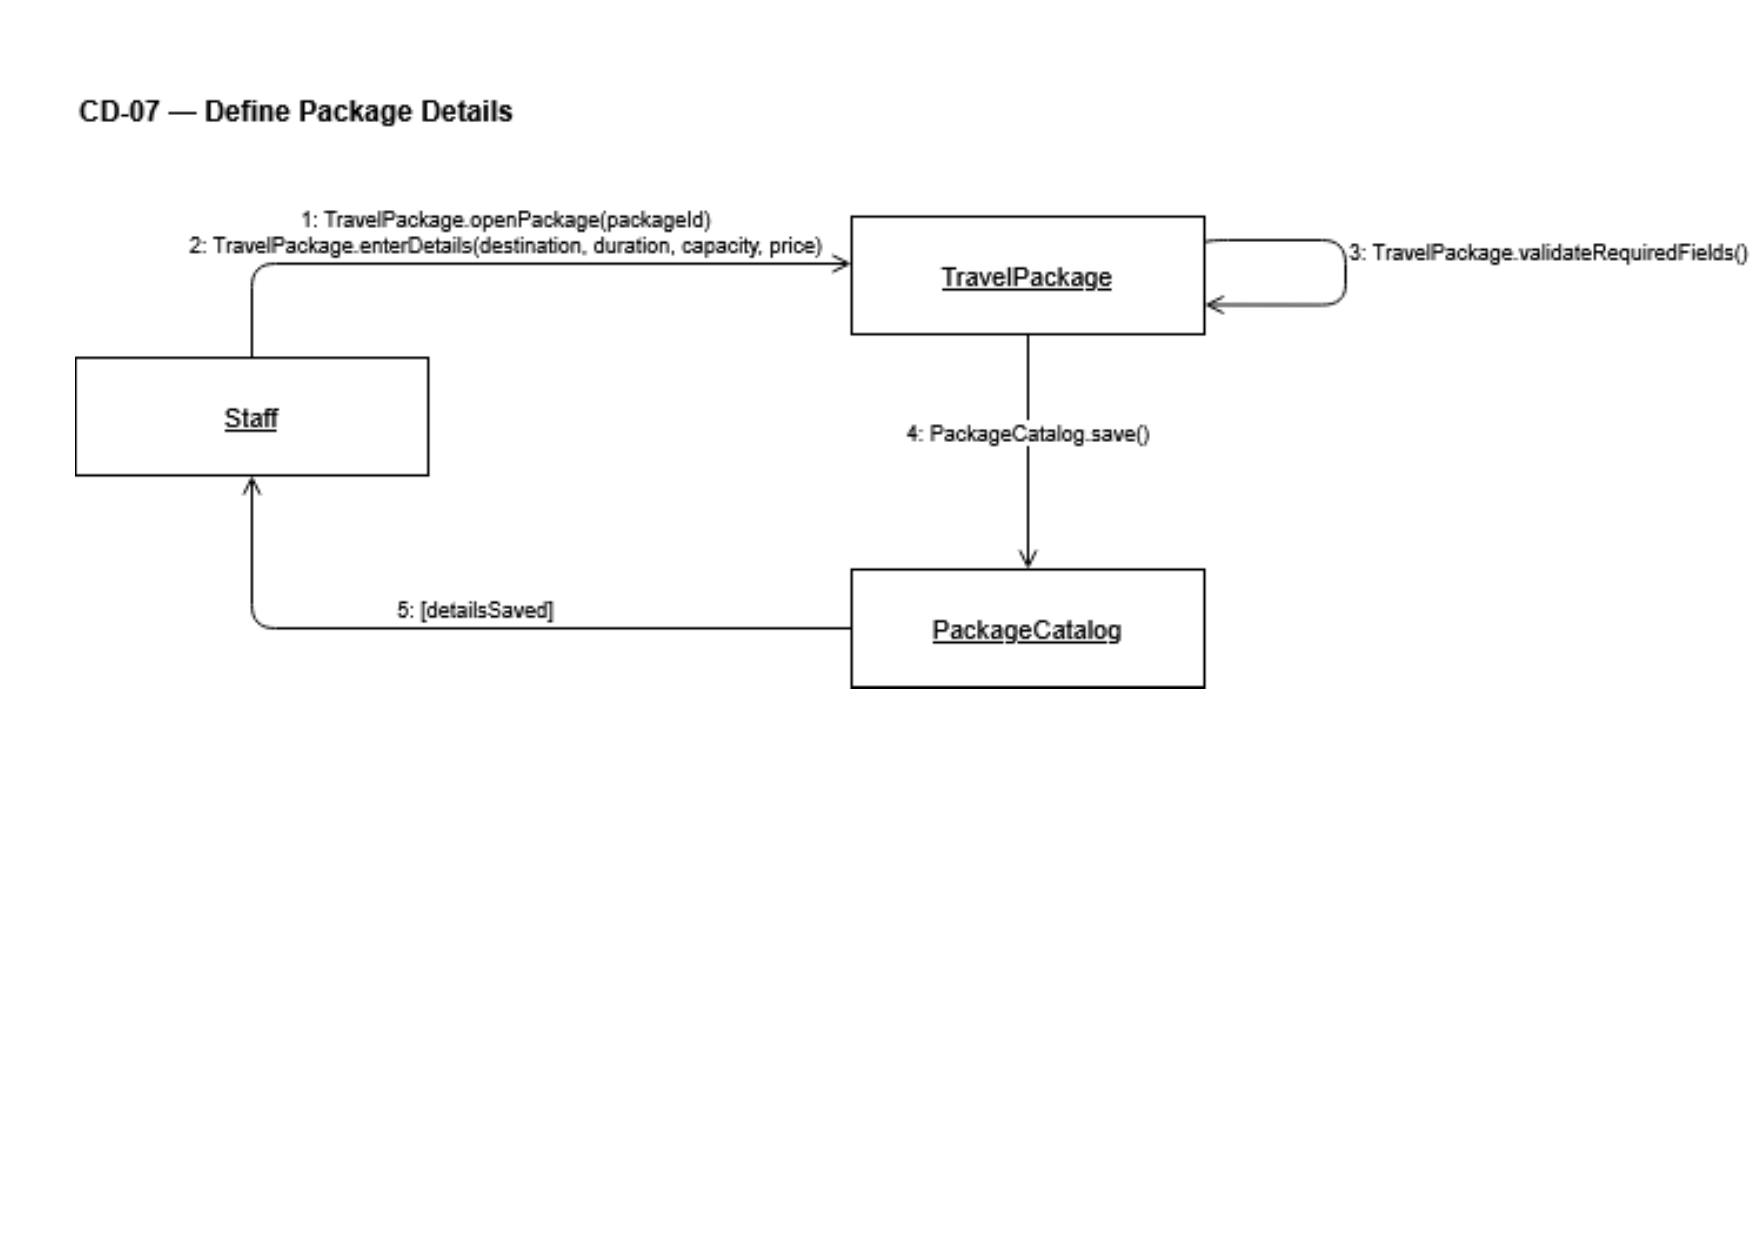 CD-07 — Define Package Details
1: TravelPackage.openPackage(packageId)
2: TravelPackage.enterDetails(destination, duration, capacity, price)
TravelPackage
3: TravelPackage.validateRequiredFields()
Staff
4: PackageCatalog.save()
5: [detailsSaved]
PackageCatalog